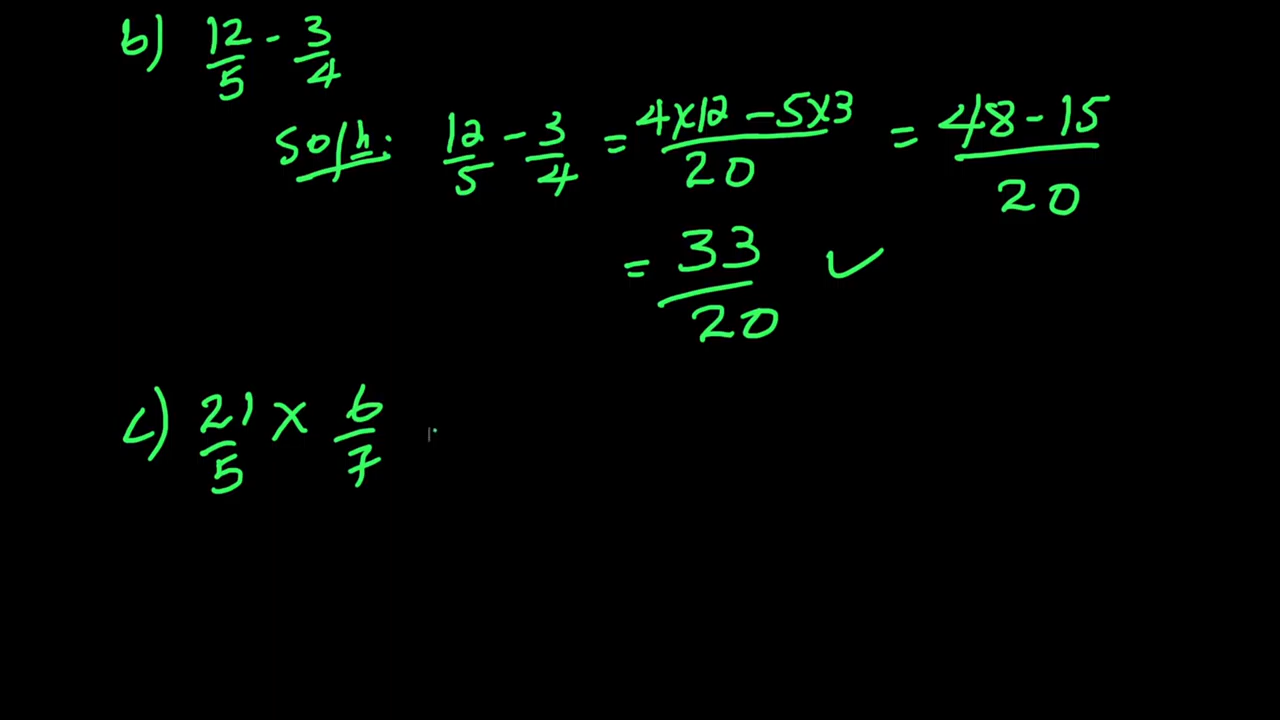 b) 12/5 - 3/4
Soln: 12/5 - 3/4 = (4x12 - 5x3)/20 = (48 - 15)/20
= 33/20 ✓
c) 21/5 x 6/7